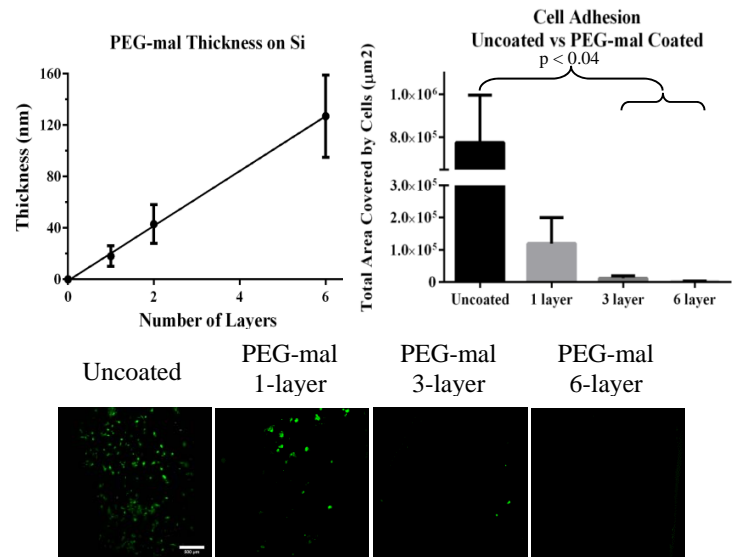 PEG-mal Thickness on Si
160
120
80
40
0
0
2
4
6
Thickness (nm)
Number of Layers
Cell Adhesion
Uncoated vs PEG-mal Coated
p < 0.04
Total Area Covered by Cells (μm2)
1.0×10⁶
8.0×10⁵
3.0×10⁵
2.0×10⁵
1.0×10⁵
0
Uncoated
1 layer
3 layer
6 layer
Uncoated
PEG-mal
1-layer
PEG-mal
3-layer
PEG-mal
6-layer